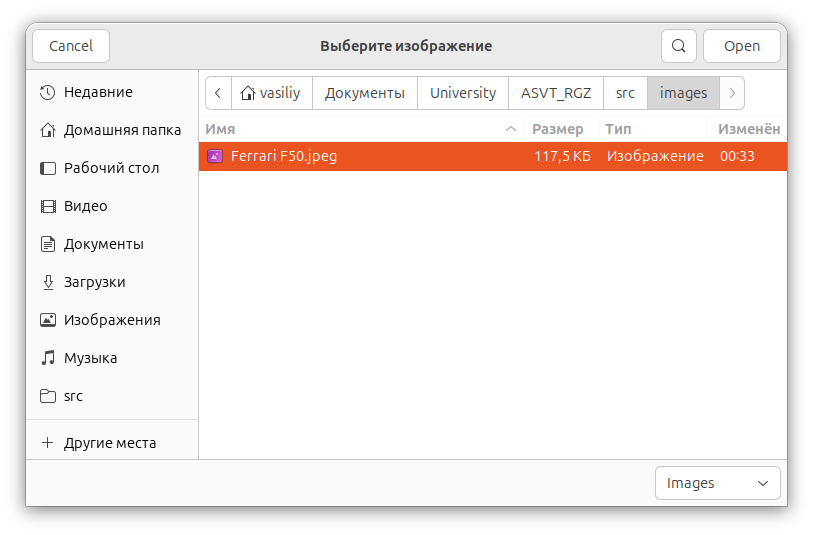 Cancel Выберите изображение Open
Недавние
Домашняя папка
Рабочий стол
Видео
Документы
Загрузки
Изображения
Музыка
src
Другие места
vasiliy Документы University ASVT_RGZ src images
Имя Размер Тип Изменён
Ferrari F50.jpeg 117,5 КБ Изображение 00:33
Images